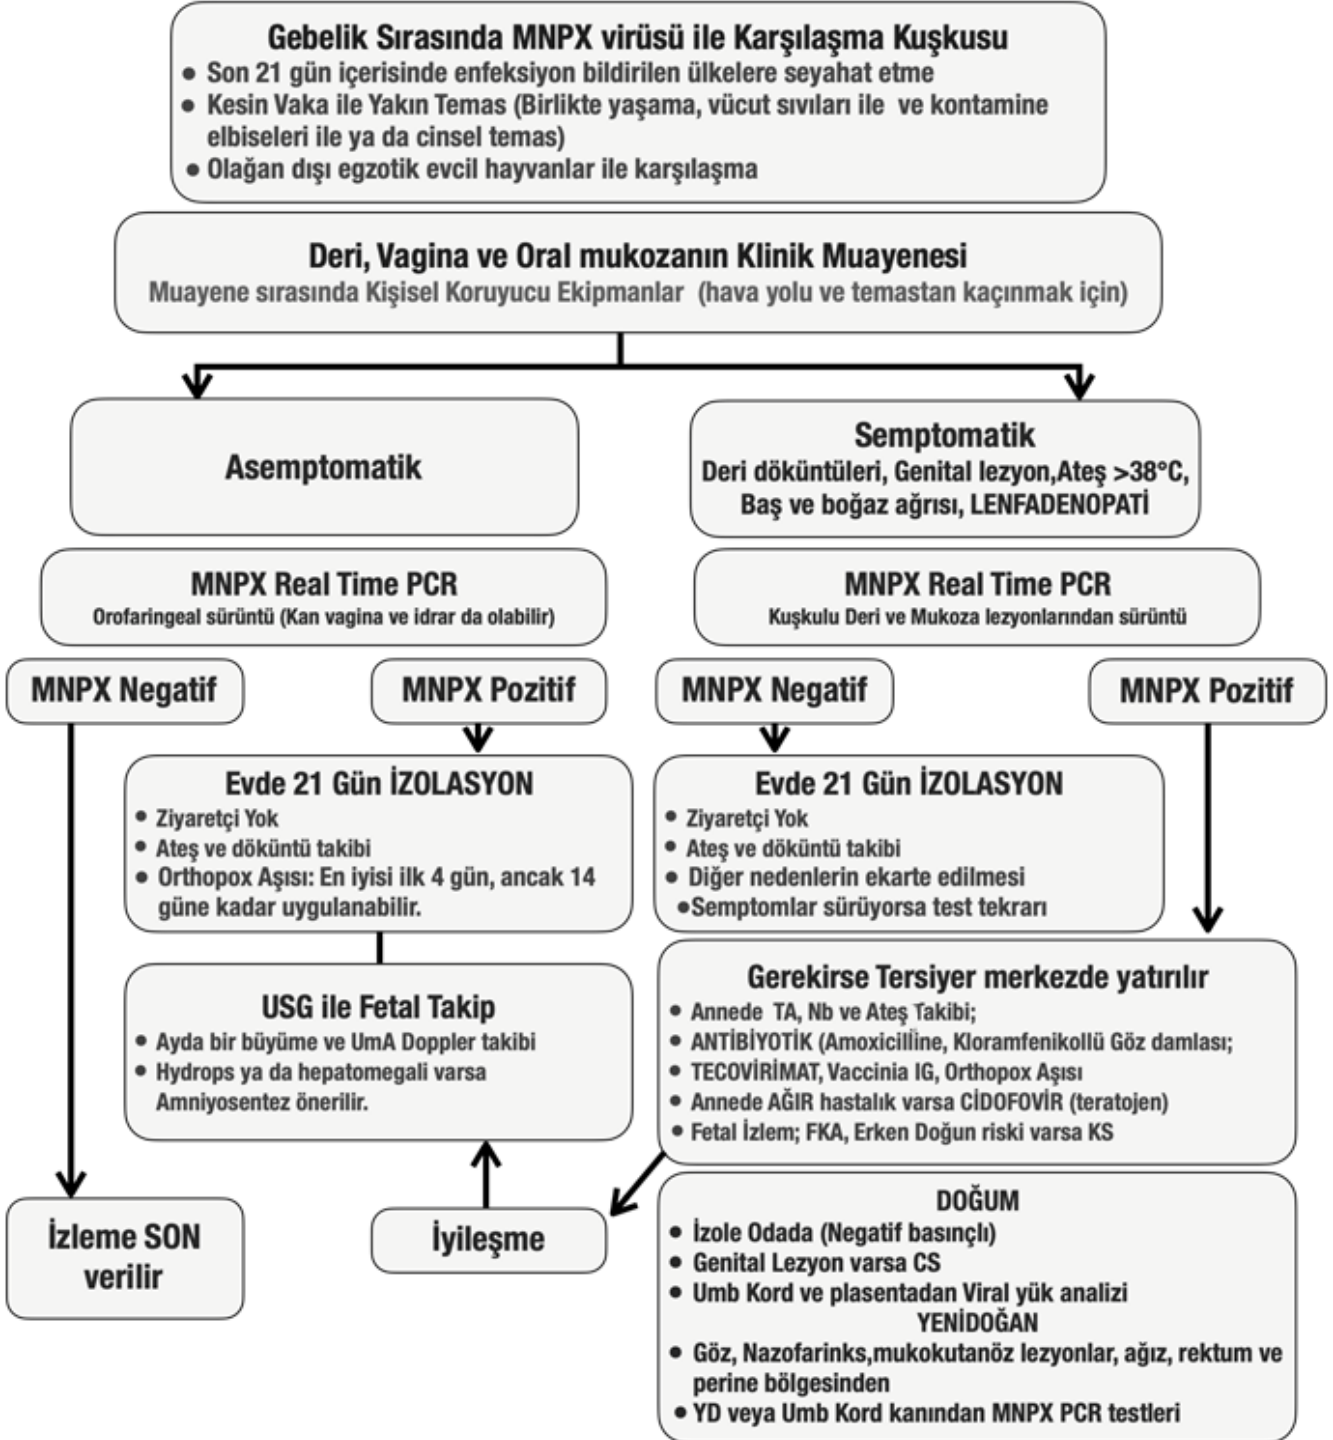 Gebelik Sırasında MNPX virüsü ile Karşılaşma Kuşkusu
● Son 21 gün içerisinde enfeksiyon bildirilen ülkelere seyahat etme
● Kesin Vaka ile Yakın Temas (Birlikte yaşama, vücut sıvıları ile ve kontamine
elbiseleri ile ya da cinsel temas)
● Olağan dışı egzotik evcil hayvanlar ile karşılaşma
Deri, Vagina ve Oral mukozanın Klinik Muayenesi
Muayene sırasında Kişisel Koruyucu Ekipmanlar (hava yolu ve temastan kaçınmak için)
Asemptomatik
Semptomatik
Deri döküntüleri, Genital lezyon,Ateş >38°C,
Baş ve boğaz ağrısı, LENFADENOPATİ
MNPX Real Time PCR
Orofaringeal sürüntü (Kan vagina ve idrar da olabilir)
MNPX Real Time PCR
Kuşkulu Deri ve Mukoza lezyonlarından sürüntü
MNPX Negatif
MNPX Pozitif
MNPX Negatif
MNPX Pozitif
Evde 21 Gün İZOLASYON
● Ziyaretçi Yok
● Ateş ve döküntü takibi
● Orthopox Aşısı: En iyisi ilk 4 gün, ancak 14
güne kadar uygulanabilir.
Evde 21 Gün İZOLASYON
● Ziyaretçi Yok
● Ateş ve döküntü takibi
● Diğer nedenlerin ekarte edilmesi
●Semptomlar sürüyorsa test tekrarı
USG ile Fetal Takip
● Ayda bir büyüme ve UmA Doppler takibi
● Hydrops ya da hepatomegali varsa
Amniyosentez önerilir.
Gerekirse Tersiyer merkezde yatırılır
● Annede TA, Nb ve Ateş Takibi;
● ANTİBİYOTİK (Amoxicilline, Kloramfenikollü Göz damlası;
● TECOVİRİMAT, Vaccinia IG, Orthopox Aşısı
● Annede AĞIR hastalık varsa CİDOFOVİR (teratojen)
● Fetal İzlem; FKA, Erken Doğun riski varsa KS
İzleme SON
verilir
İyileşme
DOĞUM
● İzole Odada (Negatif basınçlı)
● Genital Lezyon varsa CS
● Umb Kord ve plasentadan Viral yük analizi
YENİDOĞAN
● Göz, Nazofarinks,mukokutanöz lezyonlar, ağız, rektum ve
perine bölgesinden
● YD veya Umb Kord kanından MNPX PCR testleri